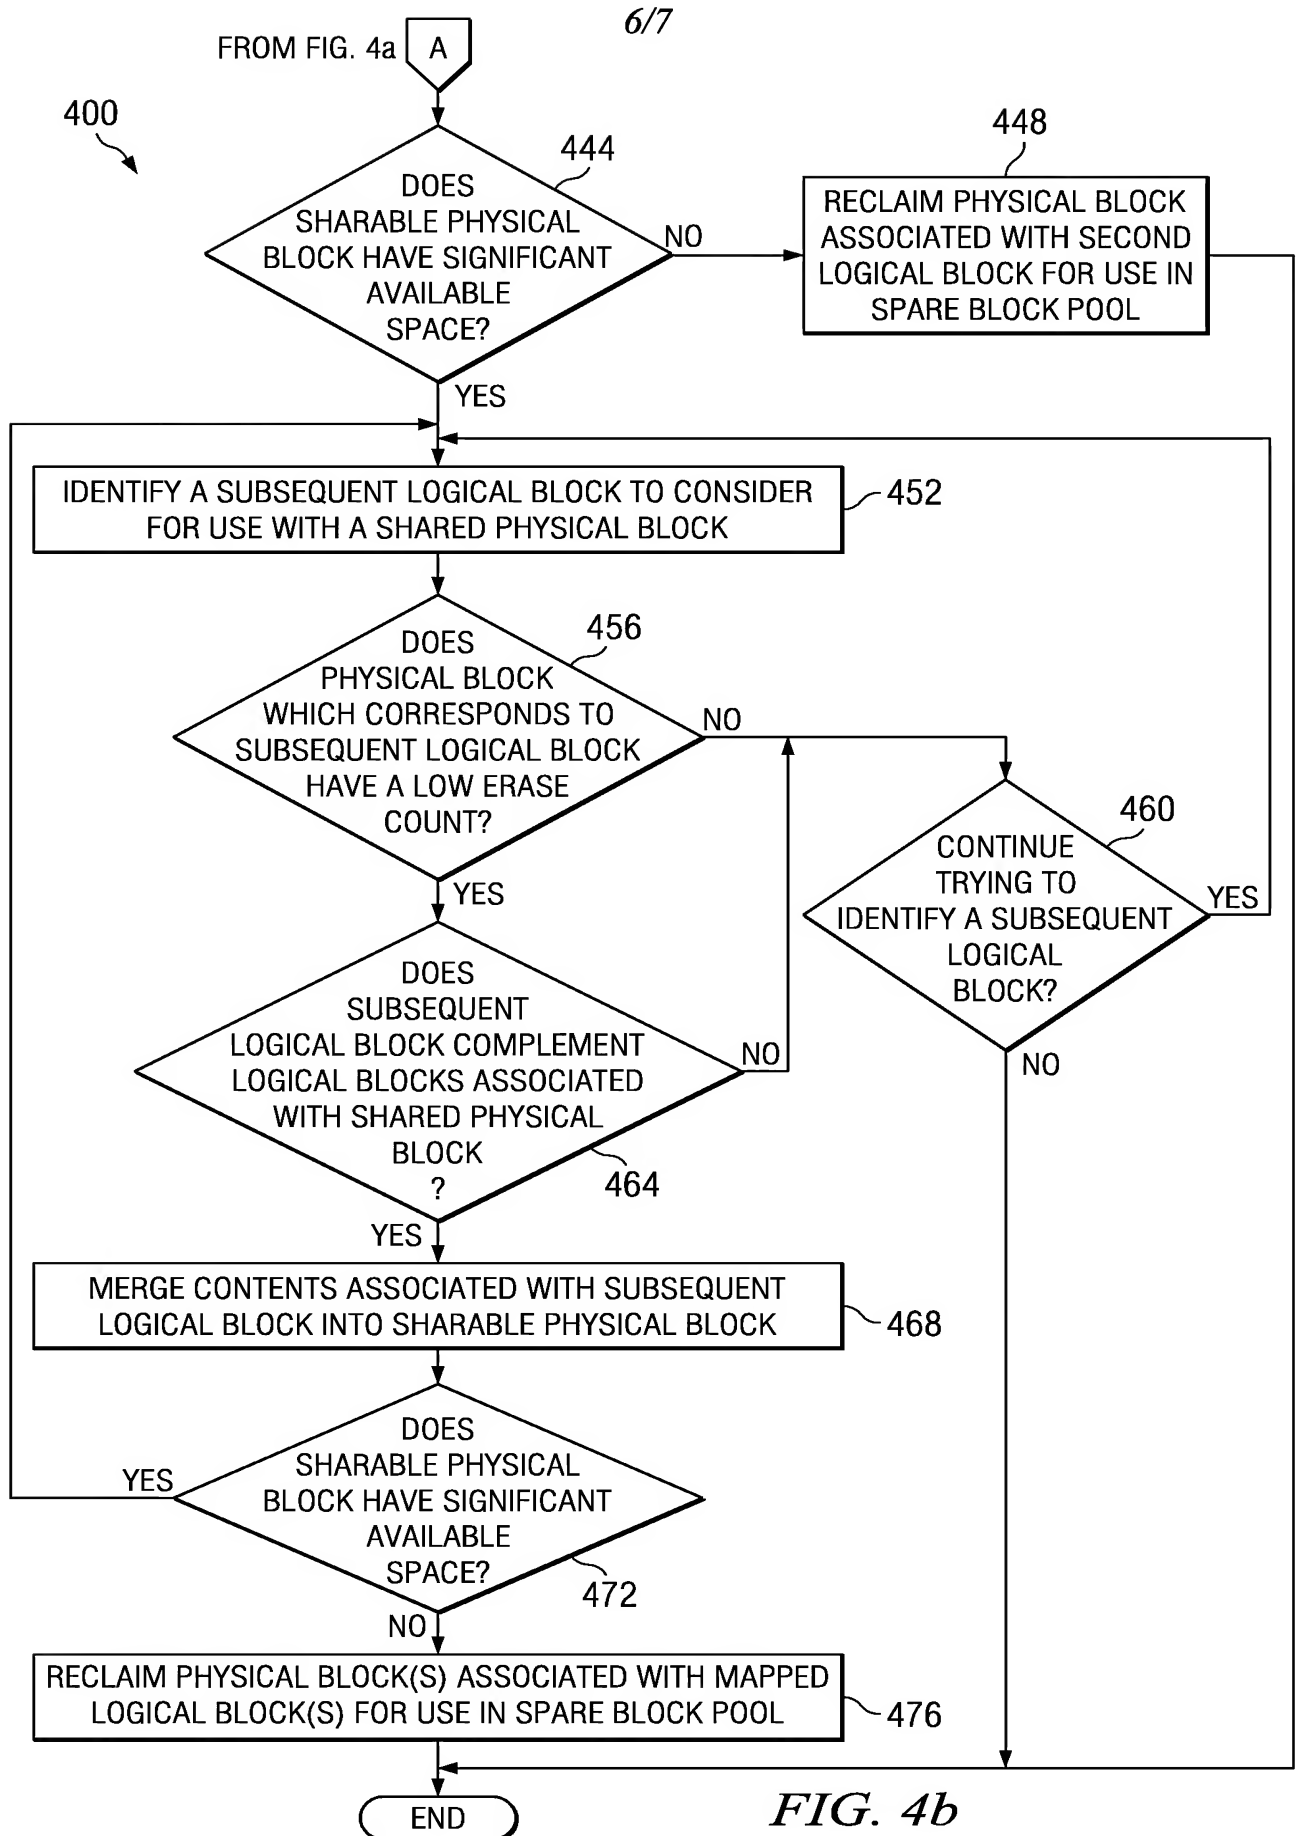 6/7
FROM FIG. 4a
A
400
444
DOES
SHARABLE PHYSICAL
BLOCK HAVE SIGNIFICANT
AVAILABLE
SPACE?
NO
448
RECLAIM PHYSICAL BLOCK
ASSOCIATED WITH SECOND
LOGICAL BLOCK FOR USE IN
SPARE BLOCK POOL
YES
IDENTIFY A SUBSEQUENT LOGICAL BLOCK TO CONSIDER
FOR USE WITH A SHARED PHYSICAL BLOCK
452
456
DOES
PHYSICAL BLOCK
WHICH CORRESPONDS TO
SUBSEQUENT LOGICAL BLOCK
HAVE A LOW ERASE
COUNT?
NO
YES
460
CONTINUE
TRYING TO
IDENTIFY A SUBSEQUENT
LOGICAL
BLOCK?
YES
NO
DOES
SUBSEQUENT
LOGICAL BLOCK COMPLEMENT
LOGICAL BLOCKS ASSOCIATED
WITH SHARED PHYSICAL
BLOCK
?
NO
464
YES
MERGE CONTENTS ASSOCIATED WITH SUBSEQUENT
LOGICAL BLOCK INTO SHARABLE PHYSICAL BLOCK
468
DOES
SHARABLE PHYSICAL
BLOCK HAVE SIGNIFICANT
AVAILABLE
SPACE?
YES
472
NO
RECLAIM PHYSICAL BLOCK(S) ASSOCIATED WITH MAPPED
LOGICAL BLOCK(S) FOR USE IN SPARE BLOCK POOL
476
END
FIG. 4b